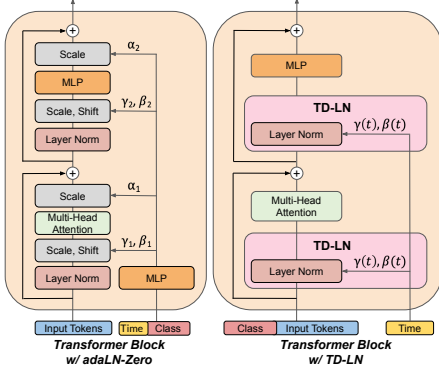 +
Scale
α₂
MLP
Scale, Shift
γ₂, β₂
Layer Norm
+
Scale
α₁
Multi-Head
Attention
Scale, Shift
γ₁, β₁
Layer Norm
MLP
Input Tokens
Time
Class
Transformer Block
w/ adaLN-Zero
+
MLP
TD-LN
Layer Norm
γ(t), β(t)
+
Multi-Head
Attention
TD-LN
Layer Norm
γ(t), β(t)
Class
Input Tokens
Time
Transformer Block
w/ TD-LN